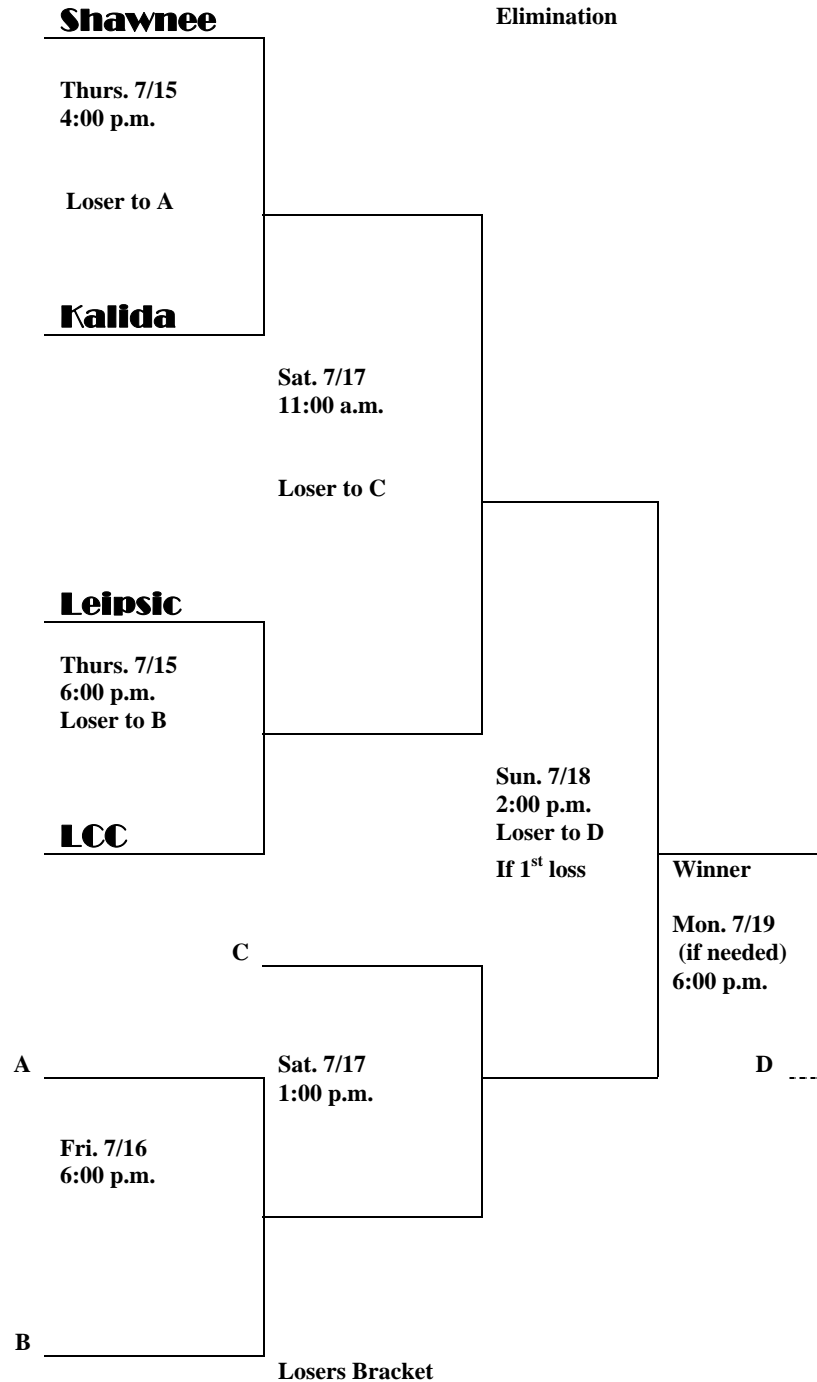 Shawnee
Elimination
Thurs. 7/15
4:00 p.m.
Loser to A
Kalida
Sat. 7/17
11:00 a.m.
Loser to C
Leipsic
Thurs. 7/15
6:00 p.m.
Loser to B
LCC
Sun. 7/18
2:00 p.m.
Loser to D
If 1st loss
Winner
Mon. 7/19
(if needed)
6:00 p.m.
C
A
Sat. 7/17
1:00 p.m.
D
Fri. 7/16
6:00 p.m.
B
Losers Bracket